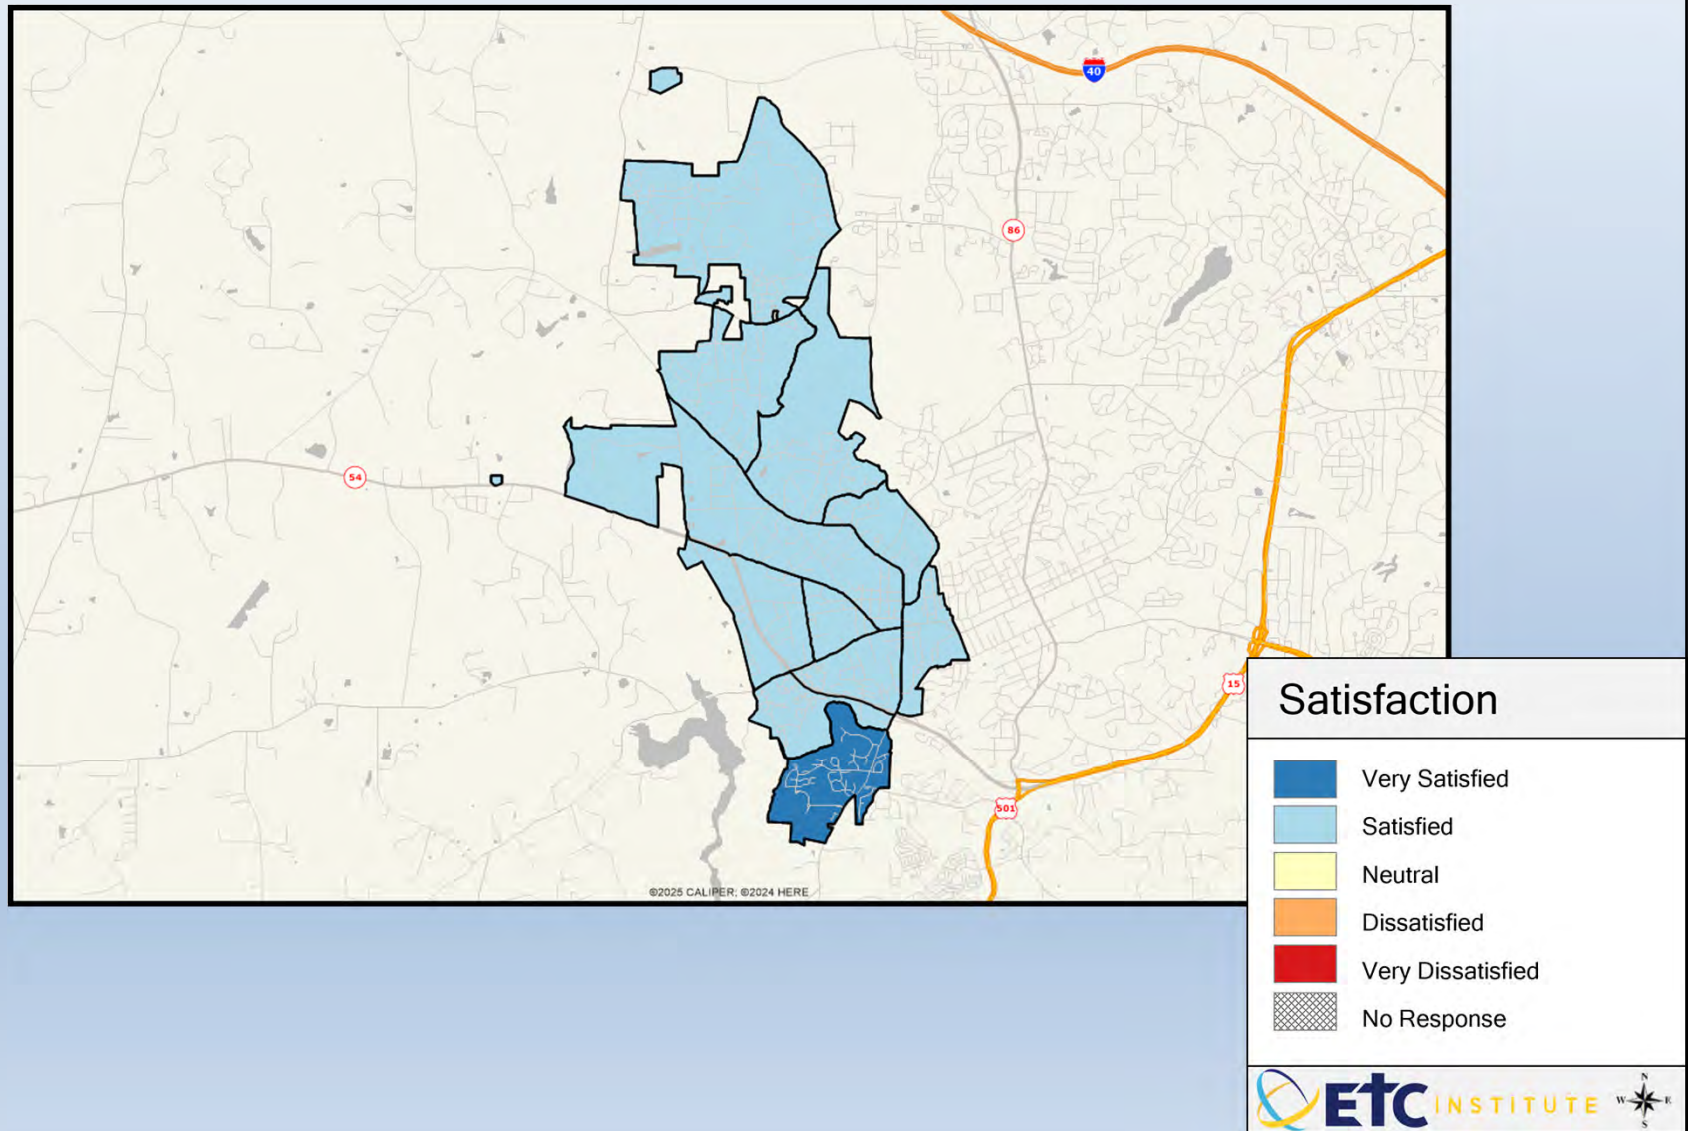 40
86
54
15
501
©2025 CALIPER; ©2024 HERE
Satisfaction
Very Satisfied
Satisfied
Neutral
Dissatisfied
Very Dissatisfied
No Response
ETC INSTITUTE
N
W E
S